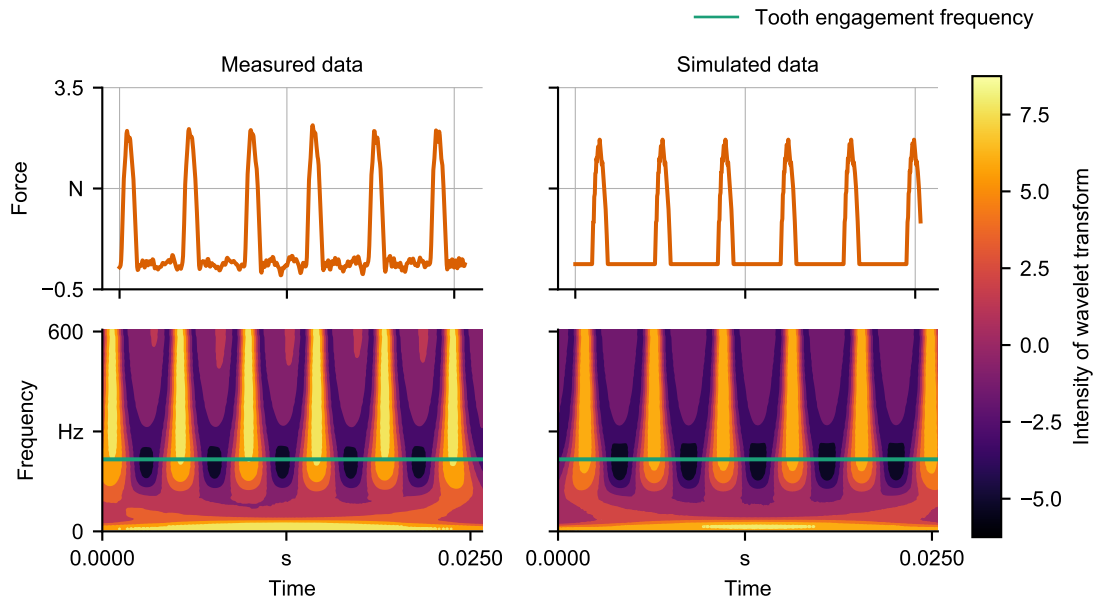 Tooth engagement frequency
Measured data
Simulated data
3.5
N
−0.5
Force
600
Hz
0
Frequency
0.0000
s
0.0250
Time
0.0000
s
0.0250
Time
7.5
5.0
2.5
0.0
−2.5
−5.0
Intensity of wavelet transform